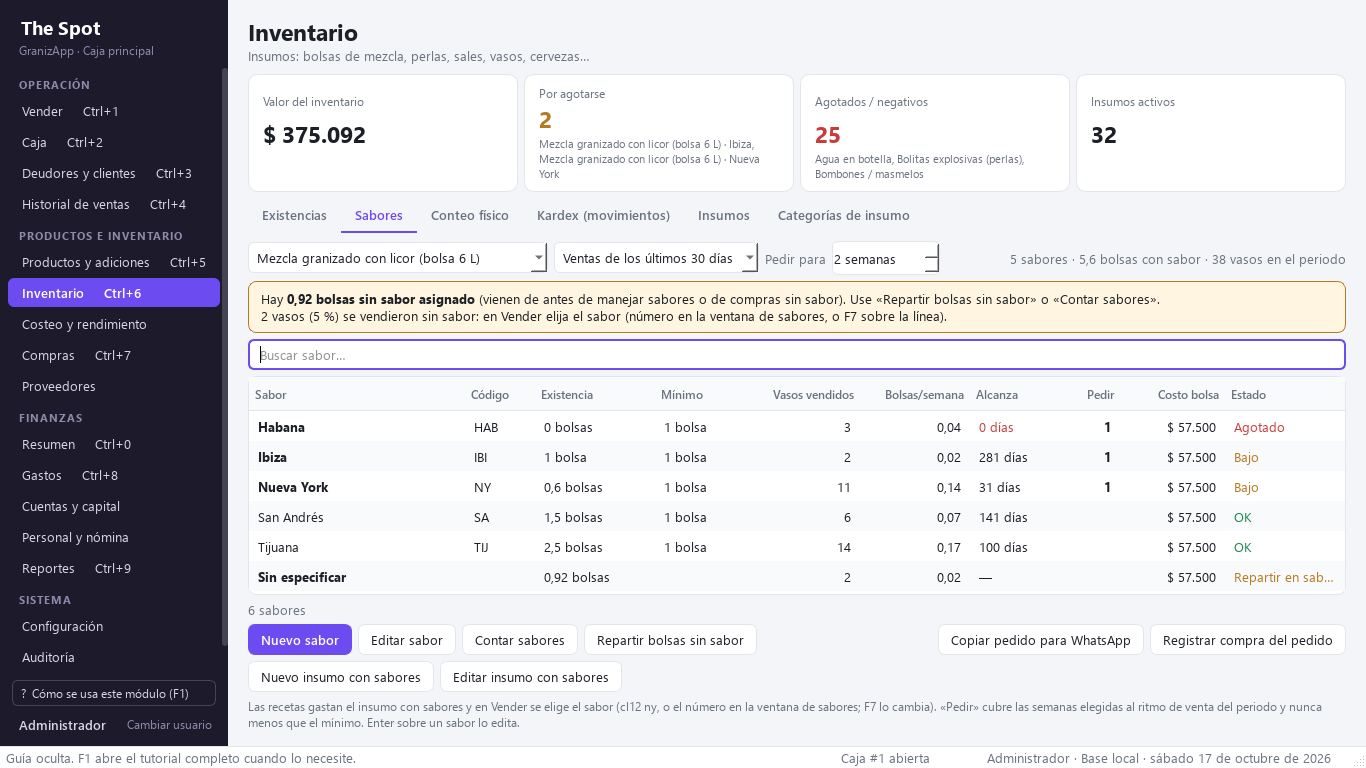 The Spot
GranizApp · Caja principal
OPERACIÓN
Vender Ctrl+1
Caja Ctrl+2
Deudores y clientes Ctrl+3
Historial de ventas Ctrl+4
PRODUCTOS E INVENTARIO
Productos y adiciones Ctrl+5
Inventario Ctrl+6
Costeo y rendimiento
Compras Ctrl+7
Proveedores
FINANZAS
Resumen Ctrl+0
Gastos Ctrl+8
Cuentas y capital
Personal y nómina
Reportes Ctrl+9
SISTEMA
Configuración
Auditoría
? Cómo se usa este módulo (F1)
Administrador Cambiar usuario
Inventario
Insumos: bolsas de mezcla, perlas, sales, vasos, cervezas…
Valor del inventario
$ 375.092
Por agotarse
2
Mezcla granizado con licor (bolsa 6 L) · Ibiza,
Mezcla granizado con licor (bolsa 6 L) · Nueva
York
Agotados / negativos
25
Agua en botella, Bolitas explosivas (perlas),
Bombones / masmelos
Insumos activos
32
Existencias Sabores Conteo físico Kardex (movimientos) Insumos Categorías de insumo
Mezcla granizado con licor (bolsa 6 L) Ventas de los últimos 30 días Pedir para 2 semanas 5 sabores · 5,6 bolsas con sabor · 38 vasos en el periodo
Hay 0,92 bolsas sin sabor asignado (vienen de antes de manejar sabores o de compras sin sabor). Use «Repartir bolsas sin sabor» o «Contar sabores».
2 vasos (5 %) se vendieron sin sabor: en Vender elija el sabor (número en la ventana de sabores, o F7 sobre la línea).
Buscar sabor…
Sabor Código Existencia Mínimo Vasos vendidos Bolsas/semana Alcanza Pedir Costo bolsa Estado
Habana HAB 0 bolsas 1 bolsa 3 0,04 0 días 1 $ 57.500 Agotado
Ibiza IBI 1 bolsa 1 bolsa 2 0,02 281 días 1 $ 57.500 Bajo
Nueva York NY 0,6 bolsas 1 bolsa 11 0,14 31 días 1 $ 57.500 Bajo
San Andrés SA 1,5 bolsas 1 bolsa 6 0,07 141 días $ 57.500 OK
Tijuana TIJ 2,5 bolsas 1 bolsa 14 0,17 100 días $ 57.500 OK
Sin especificar 0,92 bolsas 2 0,02 — $ 57.500 Repartir en sab…
6 sabores
Nuevo sabor Editar sabor Contar sabores Repartir bolsas sin sabor Copiar pedido para WhatsApp Registrar compra del pedido
Nuevo insumo con sabores Editar insumo con sabores
Las recetas gastan el insumo con sabores y en Vender se elige el sabor (cl12 ny, o el número en la ventana de sabores; F7 lo cambia). «Pedir» cubre las semanas elegidas al ritmo de venta del periodo y nunca
menos que el mínimo. Enter sobre un sabor lo edita.
Guía oculta. F1 abre el tutorial completo cuando lo necesite. Caja #1 abierta Administrador · Base local · sábado 17 de octubre de 2026